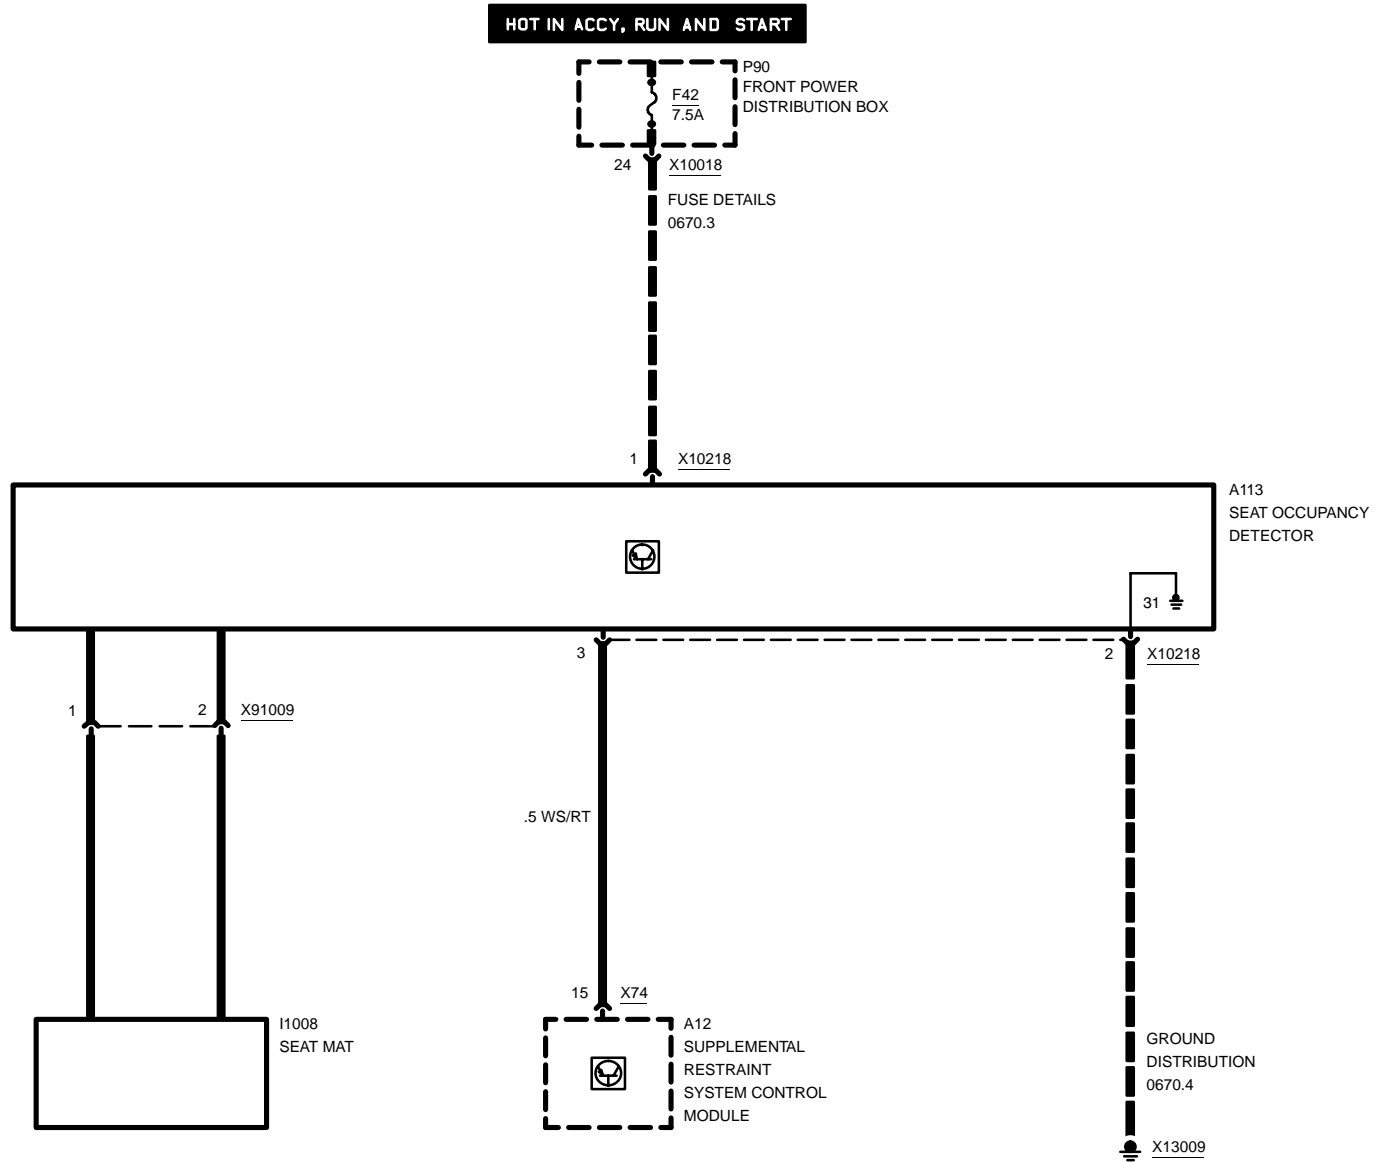 HOT IN ACCY, RUN AND START
P90
FRONT POWER
DISTRIBUTION BOX
F42
7.5A
24 X10018
FUSE DETAILS
0670.3
1 X10218
A113
SEAT OCCUPANCY
DETECTOR
31
3
2 X10218
1
2 X91009
.5 WS/RT
15 X74
I1008
SEAT MAT
A12
SUPPLEMENTAL
RESTRAINT
SYSTEM CONTROL
MODULE
GROUND
DISTRIBUTION
0670.4
X13009